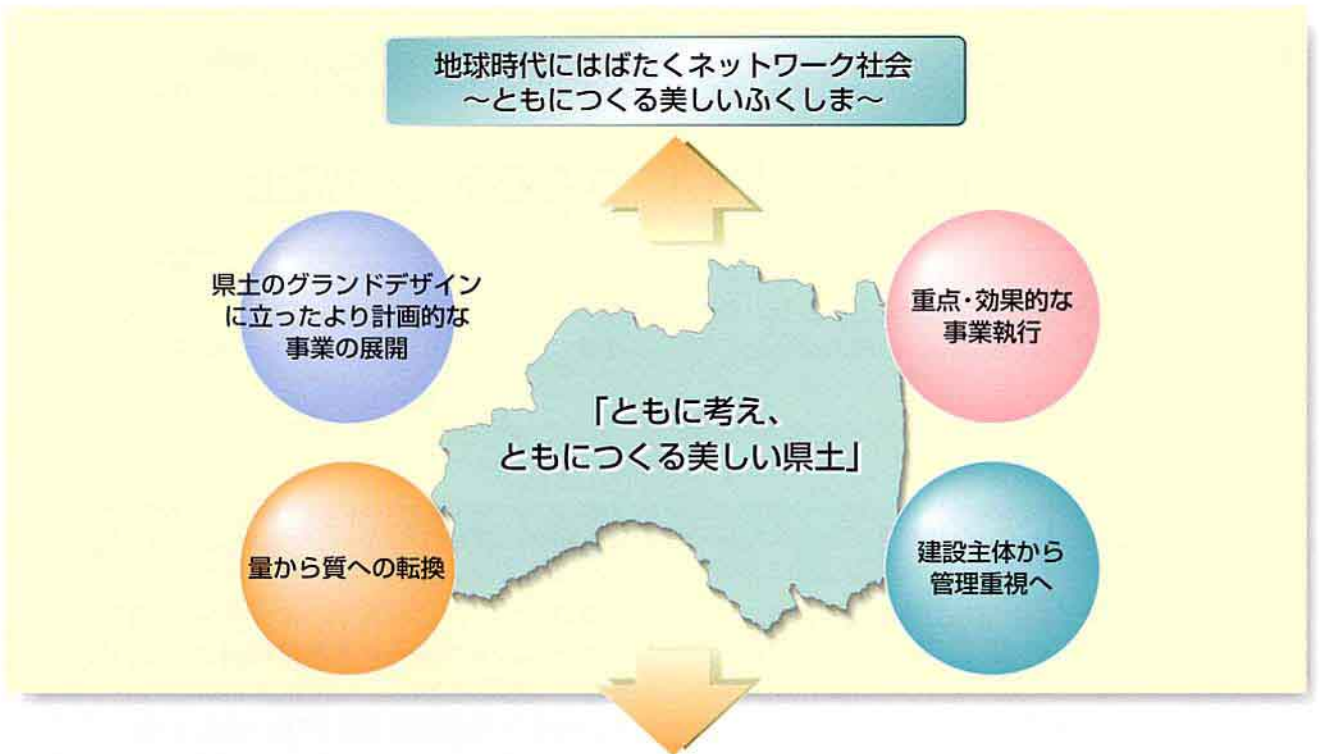 地球時代にはばたくネットワーク社会
～ともにつくる美しいふくしま～
県土のグランドデザイン
に立ったより計画的な
事業の展開
重点・効果的な
事業執行
「ともに考え、
ともにつくる美しい県土」
量から質への転換
建設主体から
管理重視へ